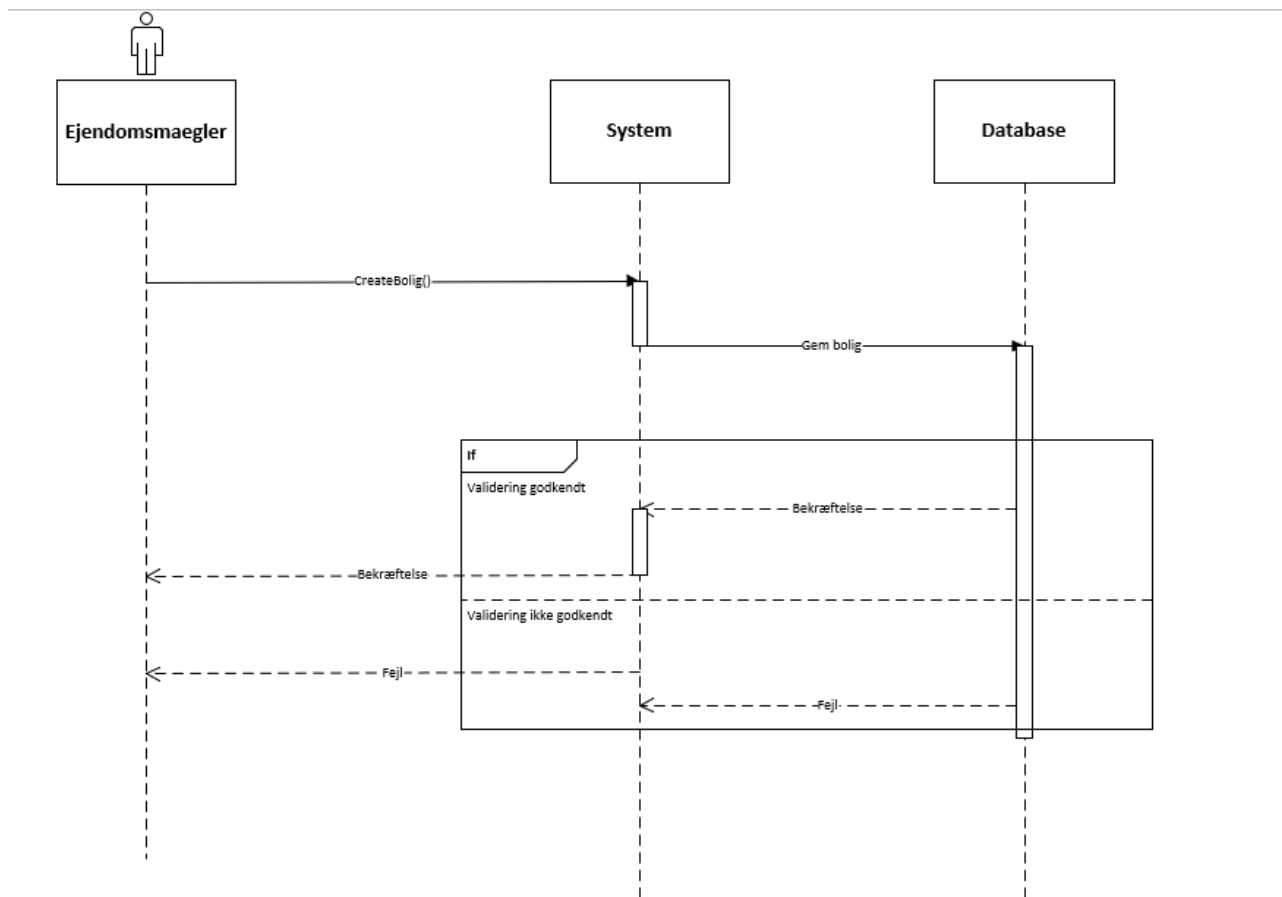 Ejendomsmaegler
System
Database
CreateBolig()
Gem bolig
If
Validering godkendt
Bekræftelse
Bekræftelse
Validering ikke godkendt
Fejl
Fejl